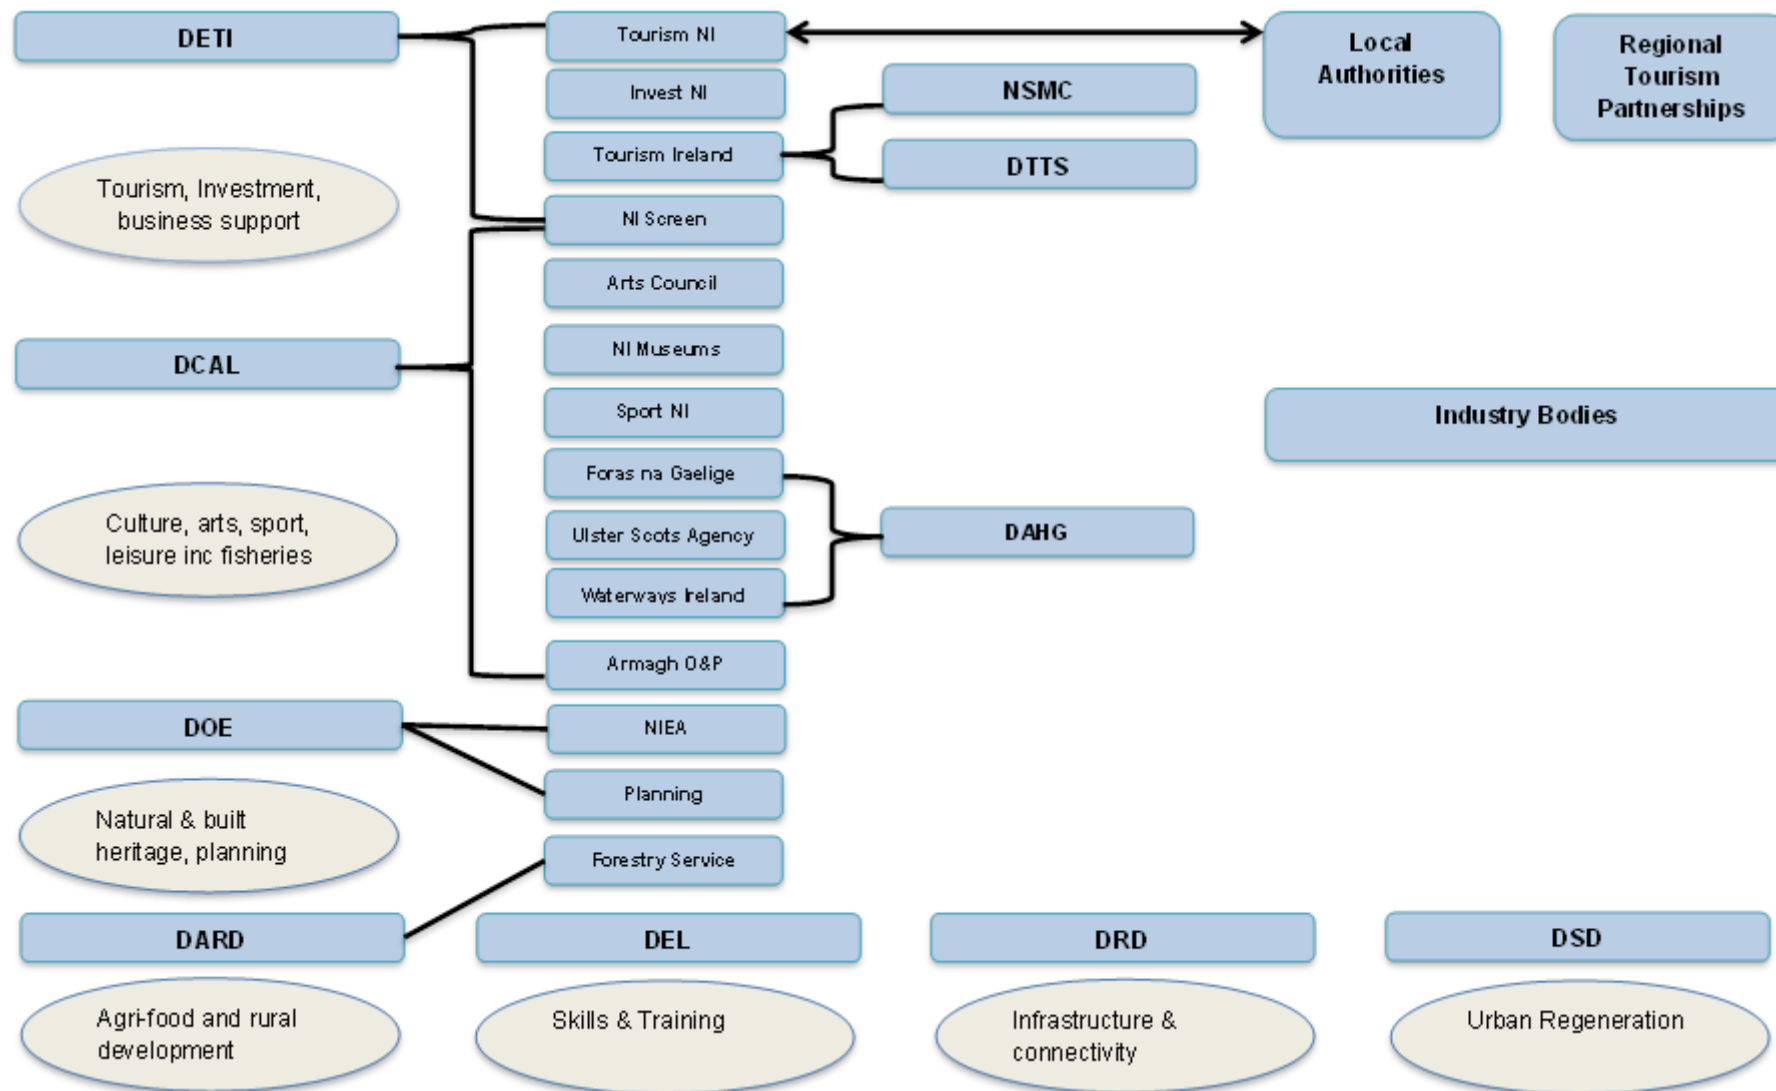 DETI
Tourism NI
Local
Authorities
Regional
Tourism
Partnerships
Invest NI
NSMC
Tourism Ireland
DTTS
Tourism, Investment,
business support
NI Screen
Arts Council
DCAL
NI Museums
Sport NI
Industry Bodies
Foras na Gaelige
Culture, arts, sport,
leisure inc fisheries
Ulster Scots Agency
DAHG
Waterways Ireland
Armagh O&P
DOE
NIEA
Planning
Natural & built
heritage, planning
Forestry Service
DARD
DEL
DRD
DSD
Agri-food and rural
development
Skills & Training
Infrastructure &
connectivity
Urban Regeneration